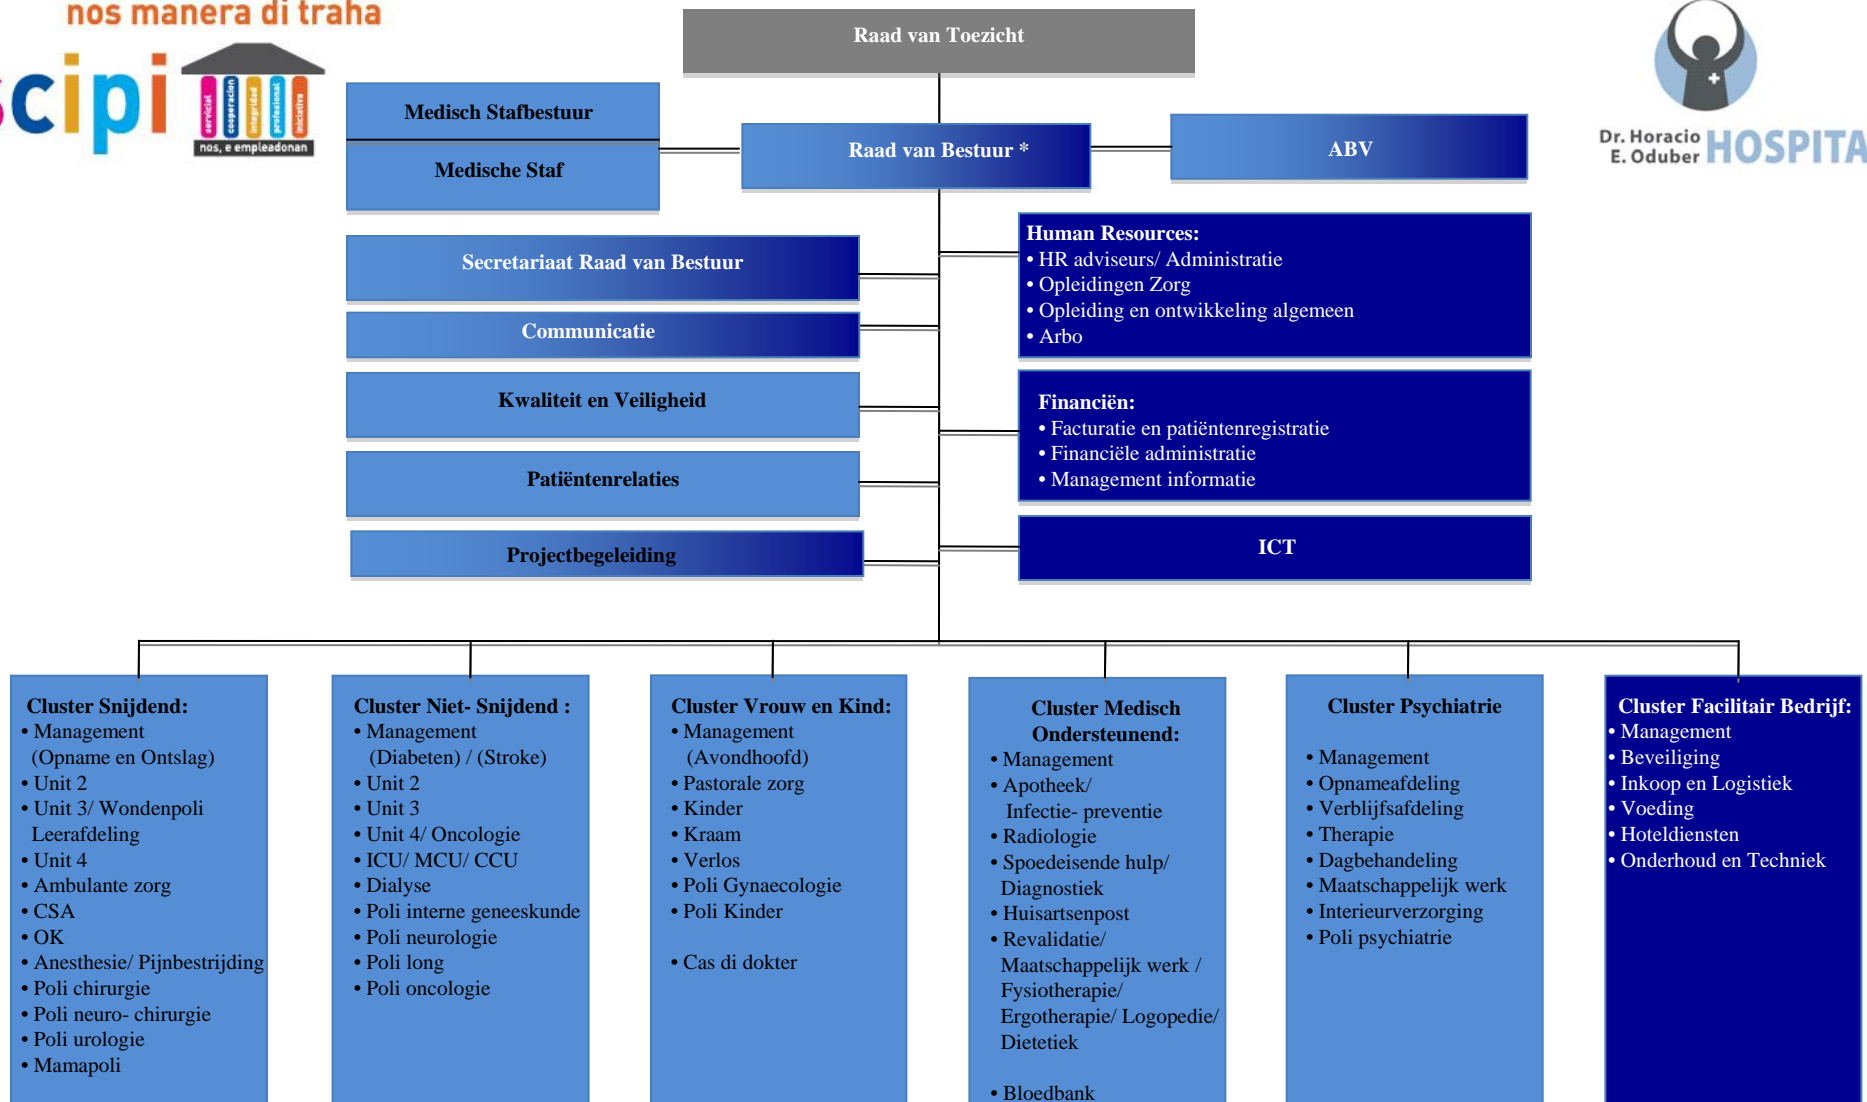 nos manera di traha
scipi
servicial
cooperacion
integridad
profesional
iniciativa
nos, e empleadonan
Raad van Toezicht
Dr. Horacio
E. Oduber HOSPITA
Medisch Stafbestuur
Medische Staf
Raad van Bestuur *
ABV
Secretariaat Raad van Bestuur
Communicatie
Kwaliteit en Veiligheid
Patiëntenrelaties
Projectbegeleiding
Human Resources:
• HR adviseurs/ Administratie
• Opleidingen Zorg
• Opleiding en ontwikkeling algemeen
• Arbo
Financiën:
• Facturatie en patiëntenregistratie
• Financiële administratie
• Management informatie
ICT
Cluster Snijdend:
• Management
(Opname en Ontslag)
• Unit 2
• Unit 3/ Wondenpoli
Leerafdeling
• Unit 4
• Ambulante zorg
• CSA
• OK
• Anesthesie/ Pijnbestrijding
• Poli chirurgie
• Poli neuro- chirurgie
• Poli urologie
• Mamapoli
Cluster Niet- Snijdend :
• Management
(Diabeten) / (Stroke)
• Unit 2
• Unit 3
• Unit 4/ Oncologie
• ICU/ MCU/ CCU
• Dialyse
• Poli interne geneeskunde
• Poli neurologie
• Poli long
• Poli oncologie
Cluster Vrouw en Kind:
• Management
(Avondhoofd)
• Pastorale zorg
• Kinder
• Kraam
• Verlos
• Poli Gynaecologie
• Poli Kinder
• Cas di dokter
Cluster Medisch
Ondersteunend:
• Management
• Apotheek/
Infectie- preventie
• Radiologie
• Spoedeisende hulp/
Diagnostiek
• Huisartsenpost
• Revalidatie/
Maatschappelijk werk /
Fysiotherapie/
Ergotherapie/ Logopedie/
Dietetiek
• Bloedbank
Cluster Psychiatrie
• Management
• Opnameafdeling
• Verblijfsafdeling
• Therapie
• Dagbehandeling
• Maatschappelijk werk
• Interieurverzorging
• Poli psychiatrie
Cluster Facilitair Bedrijf:
• Management
• Beveiliging
• Inkoop en Logistiek
• Voeding
• Hoteldiensten
• Onderhoud en Techniek